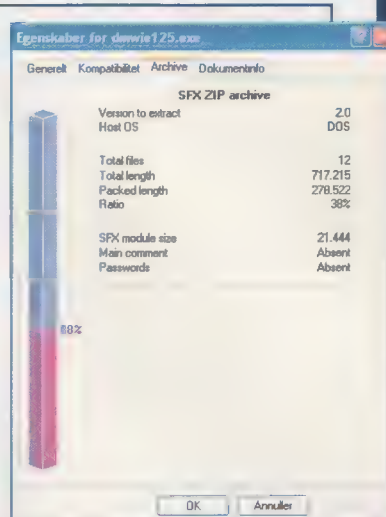 Egenskaber for dmwie125.exe
Generelt Kompatibilitet Archive Dokumentinfo
SFX ZIP archive
Version to extract 2.0
Host OS DOS
Total files 12
Total length 717.215
Packed length 278.522
Ratio 38%
SFX module size 21.444
Main comment Absent
Passwords Absent
38%
OK Annuller